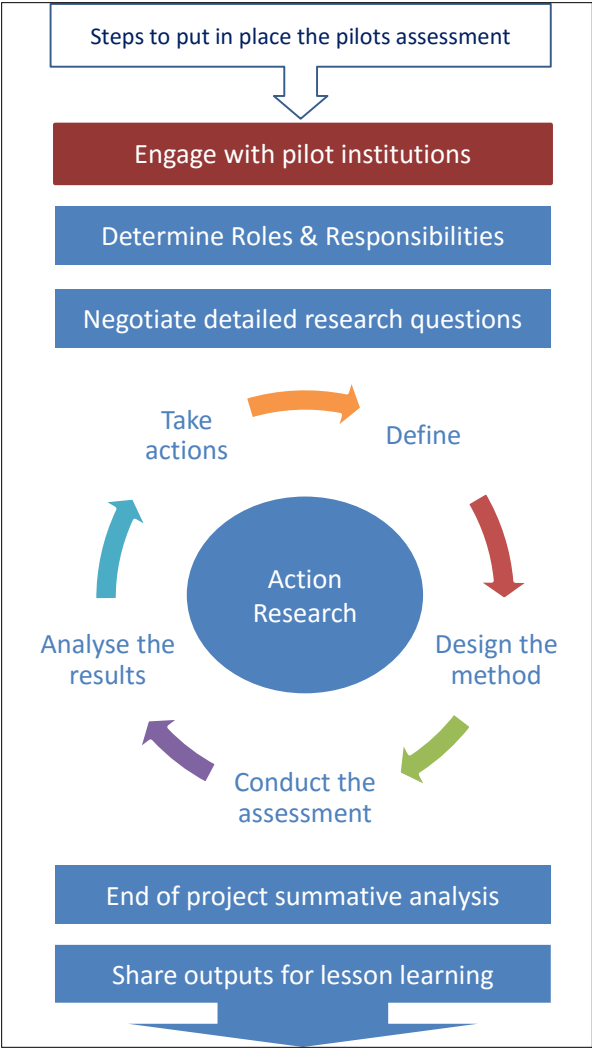 Steps to put in place the pilots assessment
Engage with pilot institutions
Determine Roles & Responsibilities
Negotiate detailed research questions
Take
actions
Define
Action
Research
Analyse the
results
Design the
method
Conduct the
assessment
End of project summative analysis
Share outputs for lesson learning